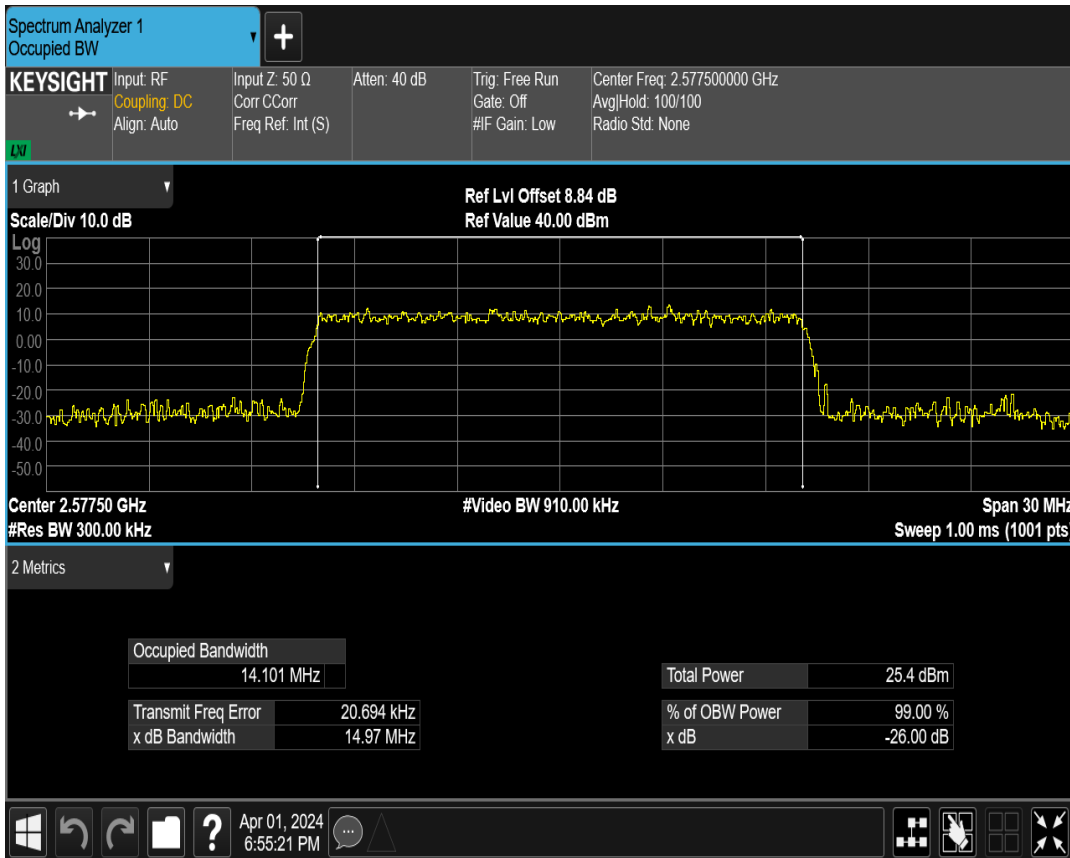 Spectrum Analyzer 1
Occupied BW
KEYSIGHT
LXI
Input: RF
Coupling: DC
Align: Auto
Input Z: 50 Ω
Corr CCorr
Freq Ref: Int (S)
Atten: 40 dB
Trig: Free Run
Gate: Off
#IF Gain: Low
Center Freq: 2.577500000 GHz
Avg|Hold: 100/100
Radio Std: None
1 Graph
Ref Lvl Offset 8.84 dB
Scale/Div 10.0 dB
Ref Value 40.00 dBm
Log
30.0
20.0
10.0
0.00
-10.0
-20.0
-30.0
-40.0
-50.0
Center 2.57750 GHz
#Video BW 910.00 kHz
Span 30 MHz
#Res BW 300.00 kHz
Sweep 1.00 ms (1001 pts)
2 Metrics
Occupied Bandwidth
14.101 MHz
Total Power 25.4 dBm
Transmit Freq Error 20.694 kHz
% of OBW Power 99.00 %
x dB Bandwidth 14.97 MHz
x dB -26.00 dB
?
Apr 01, 2024
6:55:21 PM